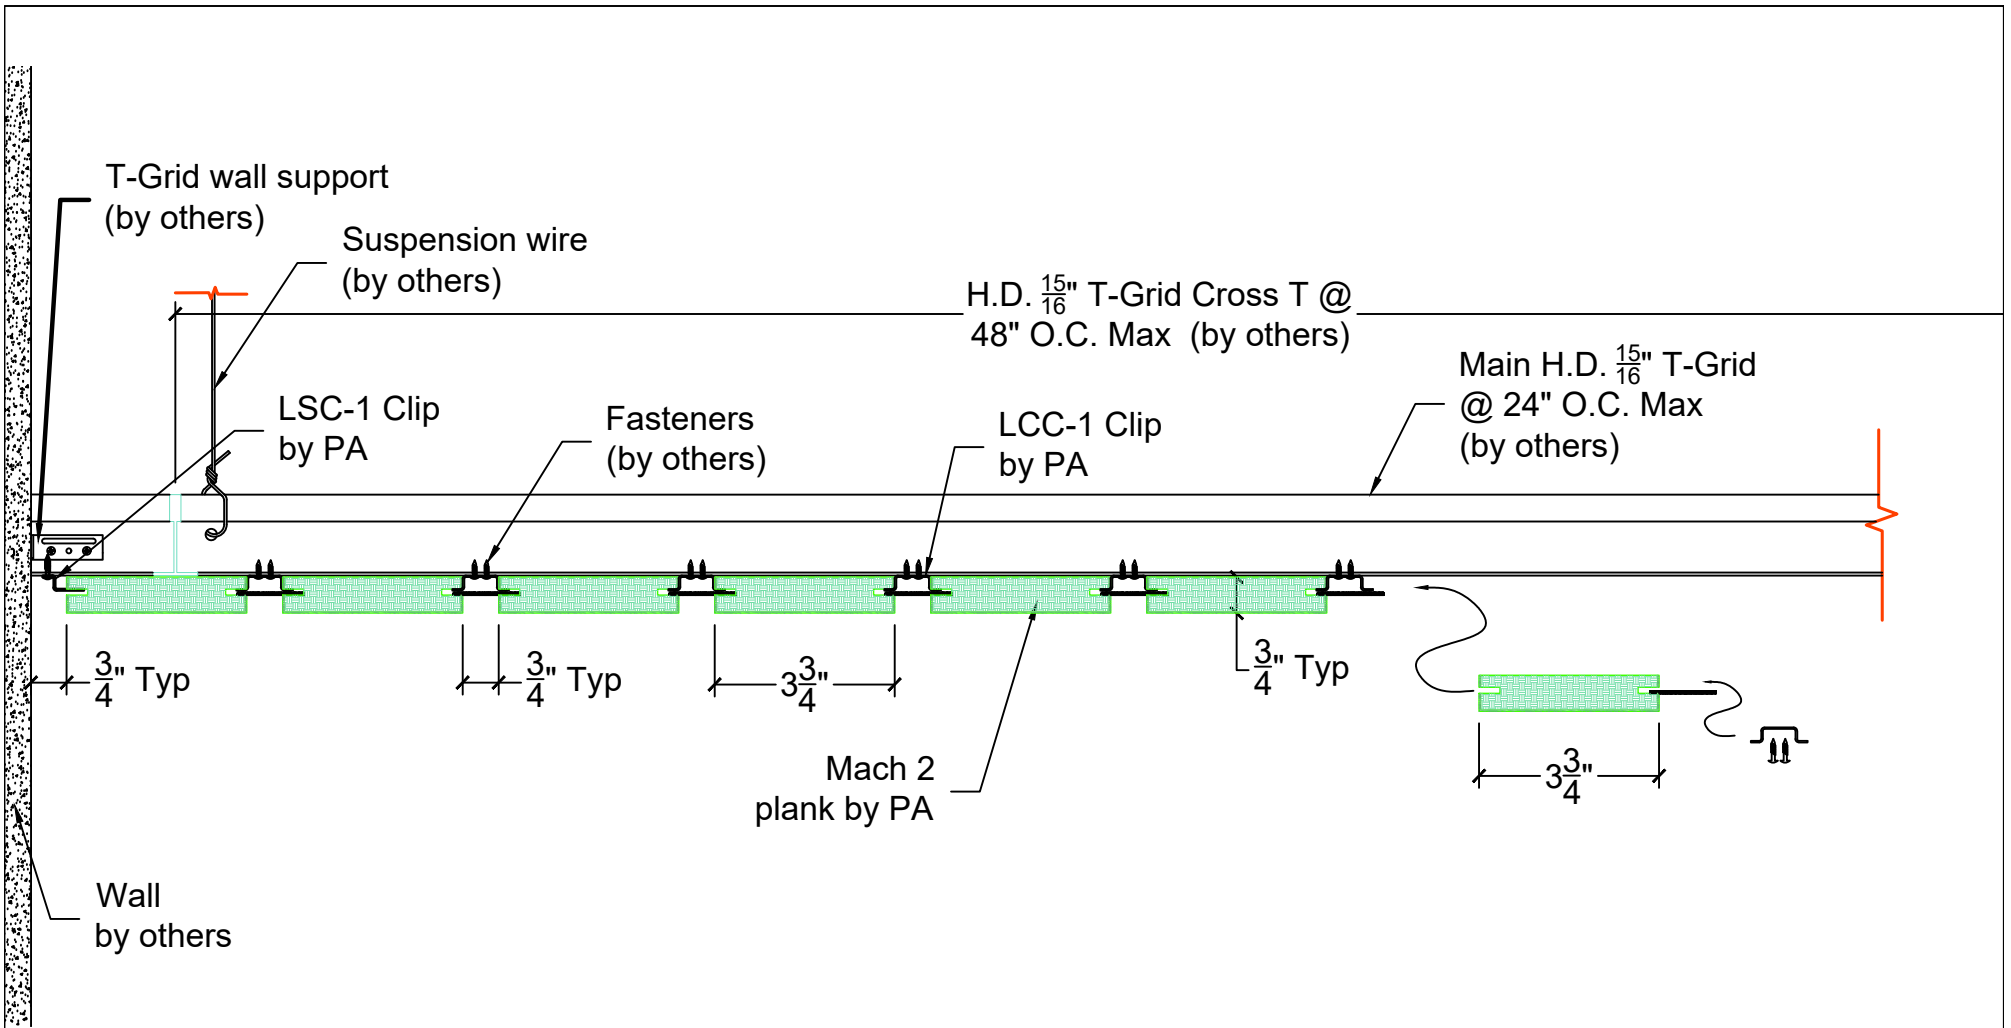 T-Grid wall support
(by others)
Suspension wire
(by others)
H.D. 15/16" T-Grid Cross T @
48" O.C. Max (by others)
Main H.D. 15/16" T-Grid
@ 24" O.C. Max
(by others)
LSC-1 Clip
by PA
Fasteners
(by others)
LCC-1 Clip
by PA
3/4" Typ
3/4" Typ
3 3/4"
3/4" Typ
3 3/4"
Mach 2
plank by PA
Wall
by others